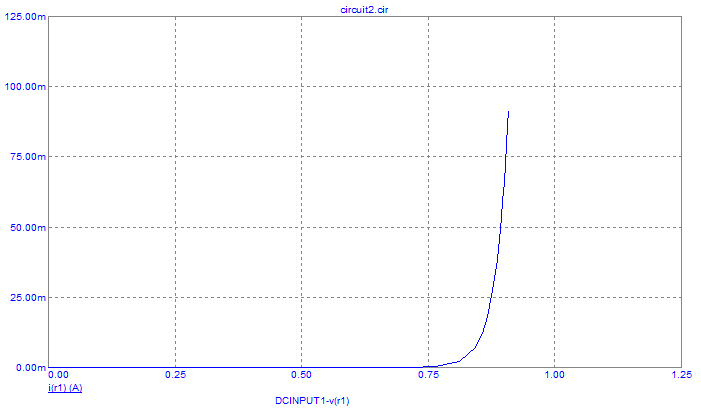 circuit2.cir
125.00m
100.00m
75.00m
50.00m
25.00m
0.00m
0.00 0.25 0.50 0.75 1.00 1.25
i(r1) (A)
DCINPUT1-v(r1)